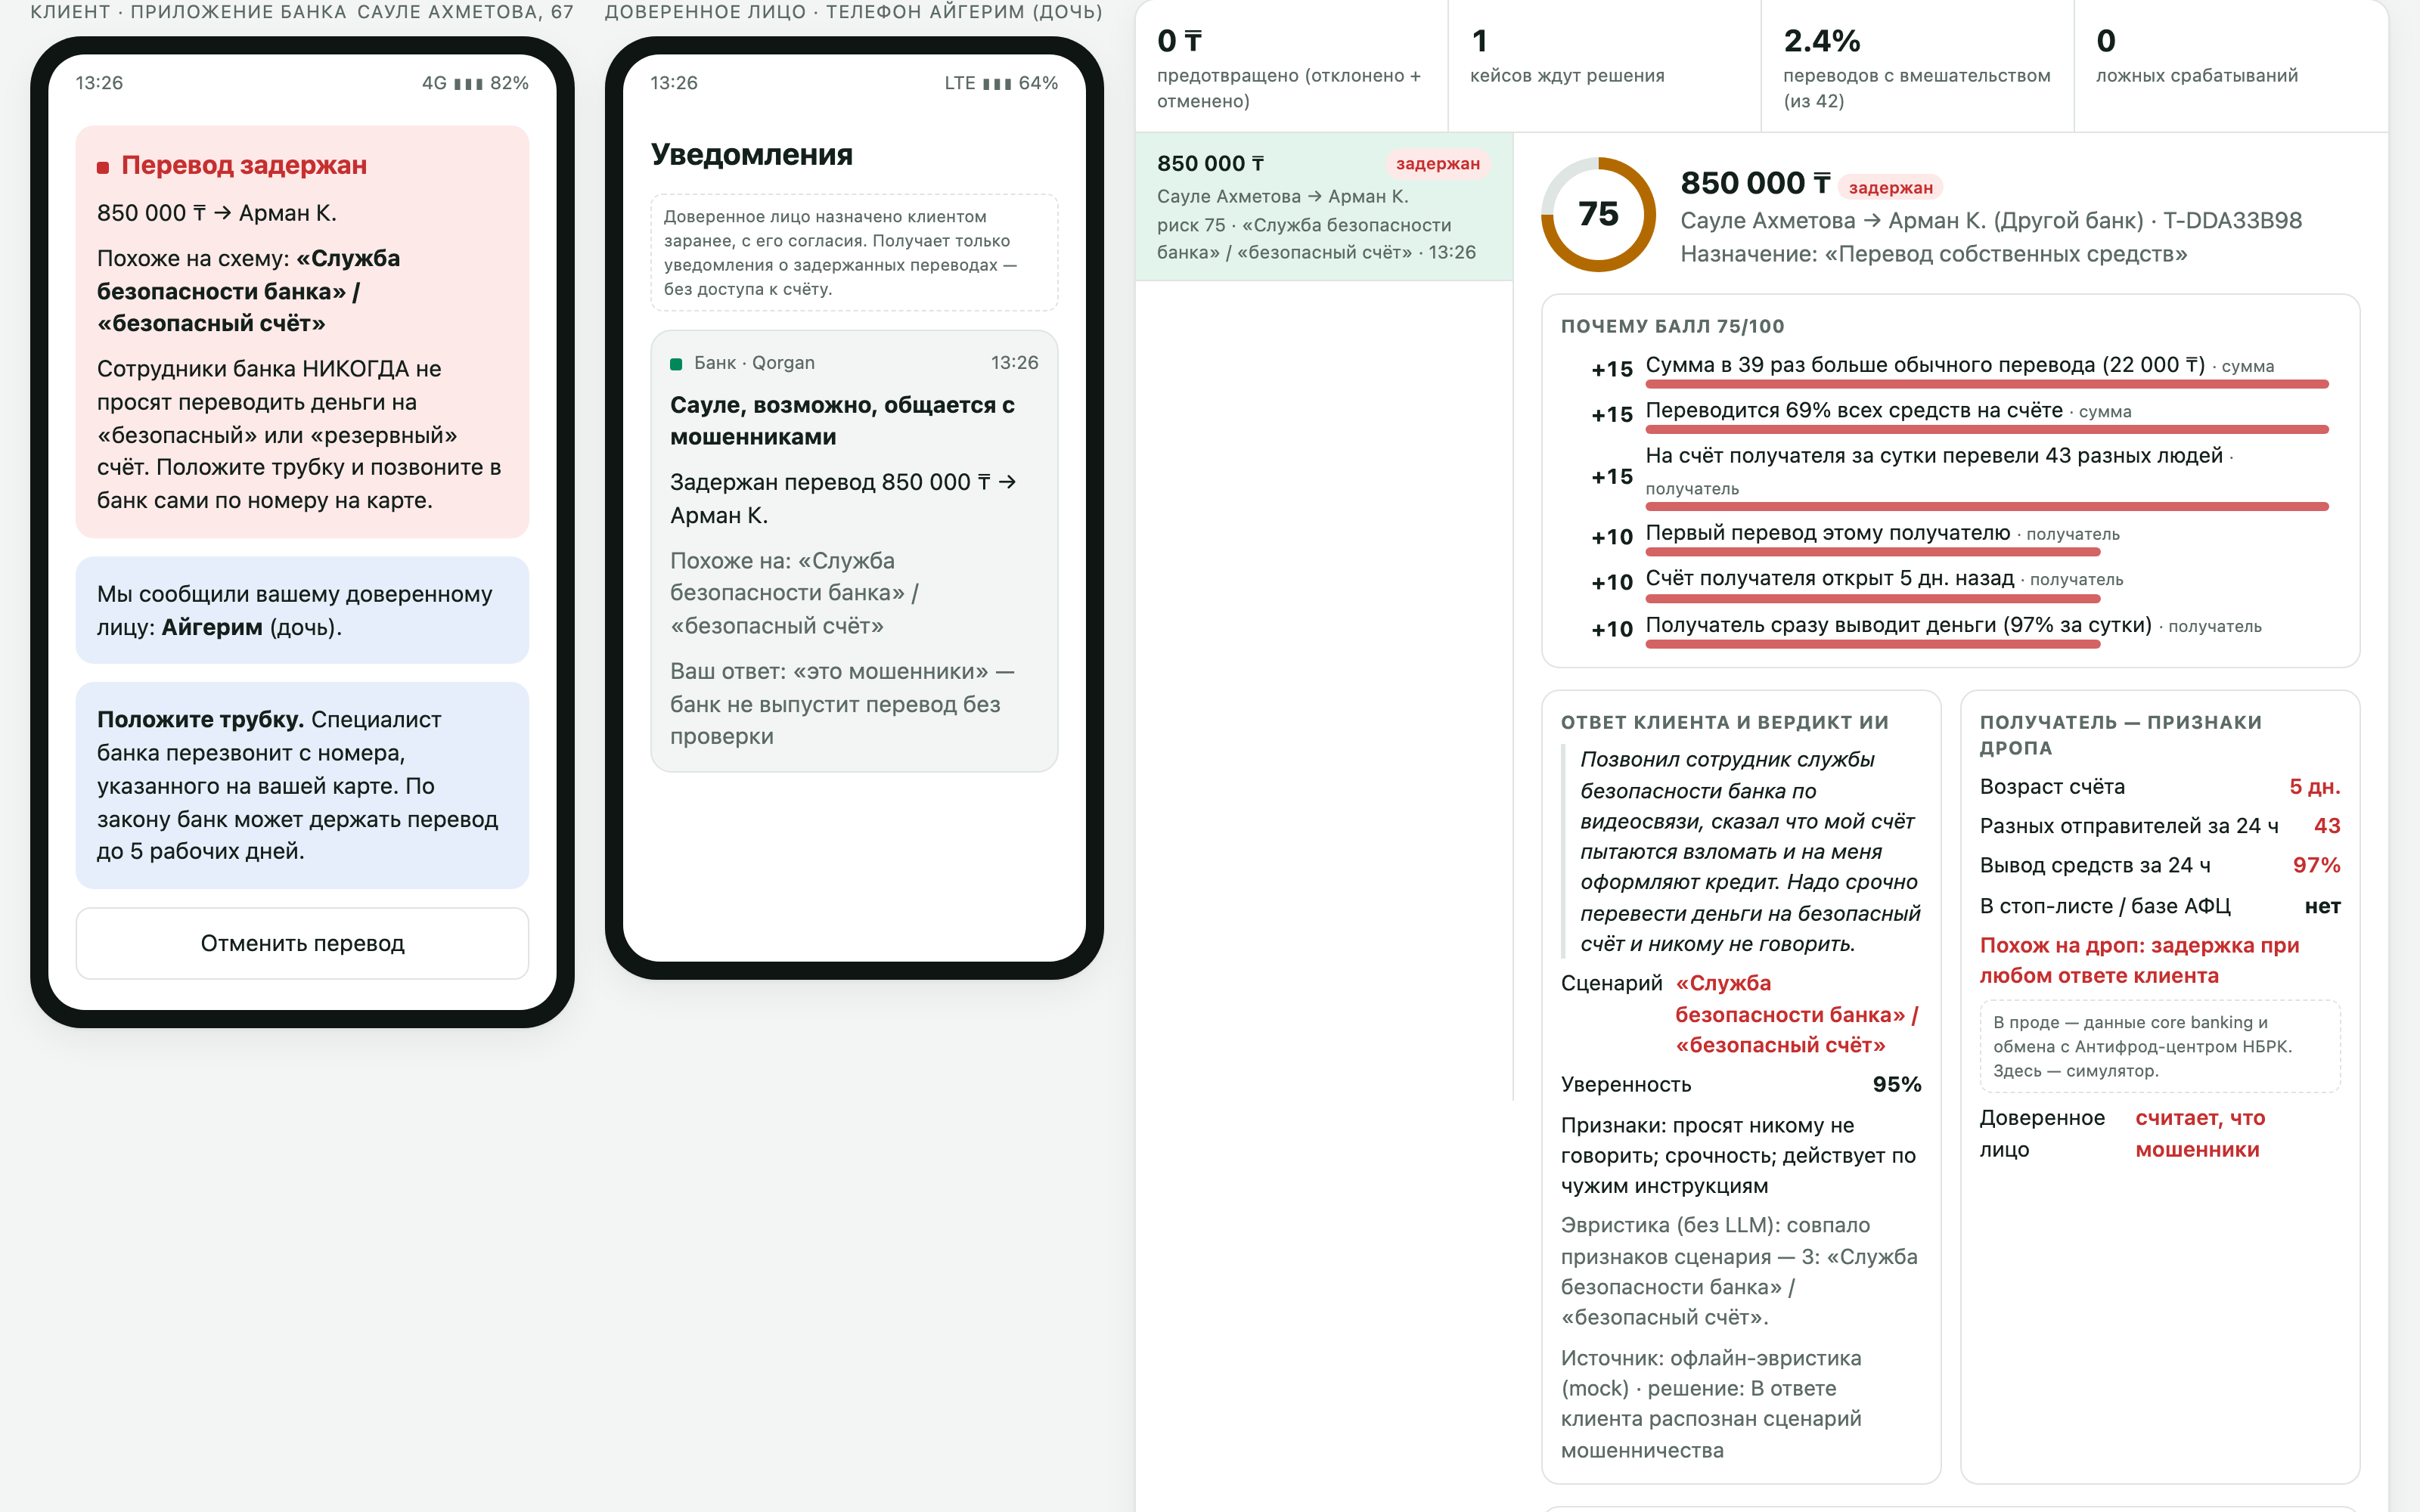 КЛИЕНТ · ПРИЛОЖЕНИЕ БАНКА САУЛЕ АХМЕТОВА, 67
13:26 4G 82%
Перевод задержан
850 000 ₸ → Арман К.
Похоже на схему: «Служба
безопасности банка» /
«безопасный счёт»
Сотрудники банка НИКОГДА не
просят переводить деньги на
«безопасный» или «резервный»
счёт. Положите трубку и позвоните в
банк сами по номеру на карте.
Мы сообщили вашему доверенному
лицу: Айгерим (дочь).
Положите трубку. Специалист
банка перезвонит с номера,
указанного на вашей карте. По
закону банк может держать перевод
до 5 рабочих дней.
Отменить перевод
ДОВЕРЕННОЕ ЛИЦО · ТЕЛЕФОН АЙГЕРИМ (ДОЧЬ)
13:26 LTE 64%
Уведомления
Доверенное лицо назначено клиентом
заранее, с его согласия. Получает только
уведомления о задержанных переводах —
без доступа к счёту.
Банк · Qorgan 13:26
Сауле, возможно, общается с
мошенниками
Задержан перевод 850 000 ₸ →
Арман К.
Похоже на: «Служба
безопасности банка» /
«безопасный счёт»
Ваш ответ: «это мошенники» —
банк не выпустит перевод без
проверки
0 ₸
предотвращено (отклонено +
отменено)
1
кейсов ждут решения
2.4%
переводов с вмешательством
(из 42)
0
ложных срабатываний
850 000 ₸ задержан
Сауле Ахметова → Арман К.
риск 75 · «Служба безопасности
банка» / «безопасный счёт» · 13:26
75
850 000 ₸ задержан
Сауле Ахметова → Арман К. (Другой банк) · T-DDA33B98
Назначение: «Перевод собственных средств»
ПОЧЕМУ БАЛЛ 75/100
+15 Сумма в 39 раз больше обычного перевода (22 000 ₸) · сумма
+15 Переводится 69% всех средств на счёте · сумма
+15 На счёт получателя за сутки перевели 43 разных людей ·
получатель
+10 Первый перевод этому получателю · получатель
+10 Счёт получателя открыт 5 дн. назад · получатель
+10 Получатель сразу выводит деньги (97% за сутки) · получатель
ОТВЕТ КЛИЕНТА И ВЕРДИКТ ИИ
Позвонил сотрудник службы
безопасности банка по
видеосвязи, сказал что мой счёт
пытаются взломать и на меня
оформляют кредит. Надо срочно
перевести деньги на безопасный
счёт и никому не говорить.
Сценарий «Служба
безопасности банка» /
«безопасный счёт»
Уверенность 95%
Признаки: просят никому не
говорить; срочность; действует по
чужим инструкциям
Эвристика (без LLM): совпало
признаков сценария — 3: «Служба
безопасности банка» /
«безопасный счёт».
Источник: офлайн-эвристика
(mock) · решение: В ответе
клиента распознан сценарий
мошенничества
ПОЛУЧАТЕЛЬ — ПРИЗНАКИ
ДРОПА
Возраст счёта 5 дн.
Разных отправителей за 24 ч 43
Вывод средств за 24 ч 97%
В стоп-листе / базе АФЦ нет
Похож на дроп: задержка при
любом ответе клиента
В проде — данные core banking и
обмена с Антифрод-центром НБРК.
Здесь — симулятор.
Доверенное считает, что
лицо мошенники